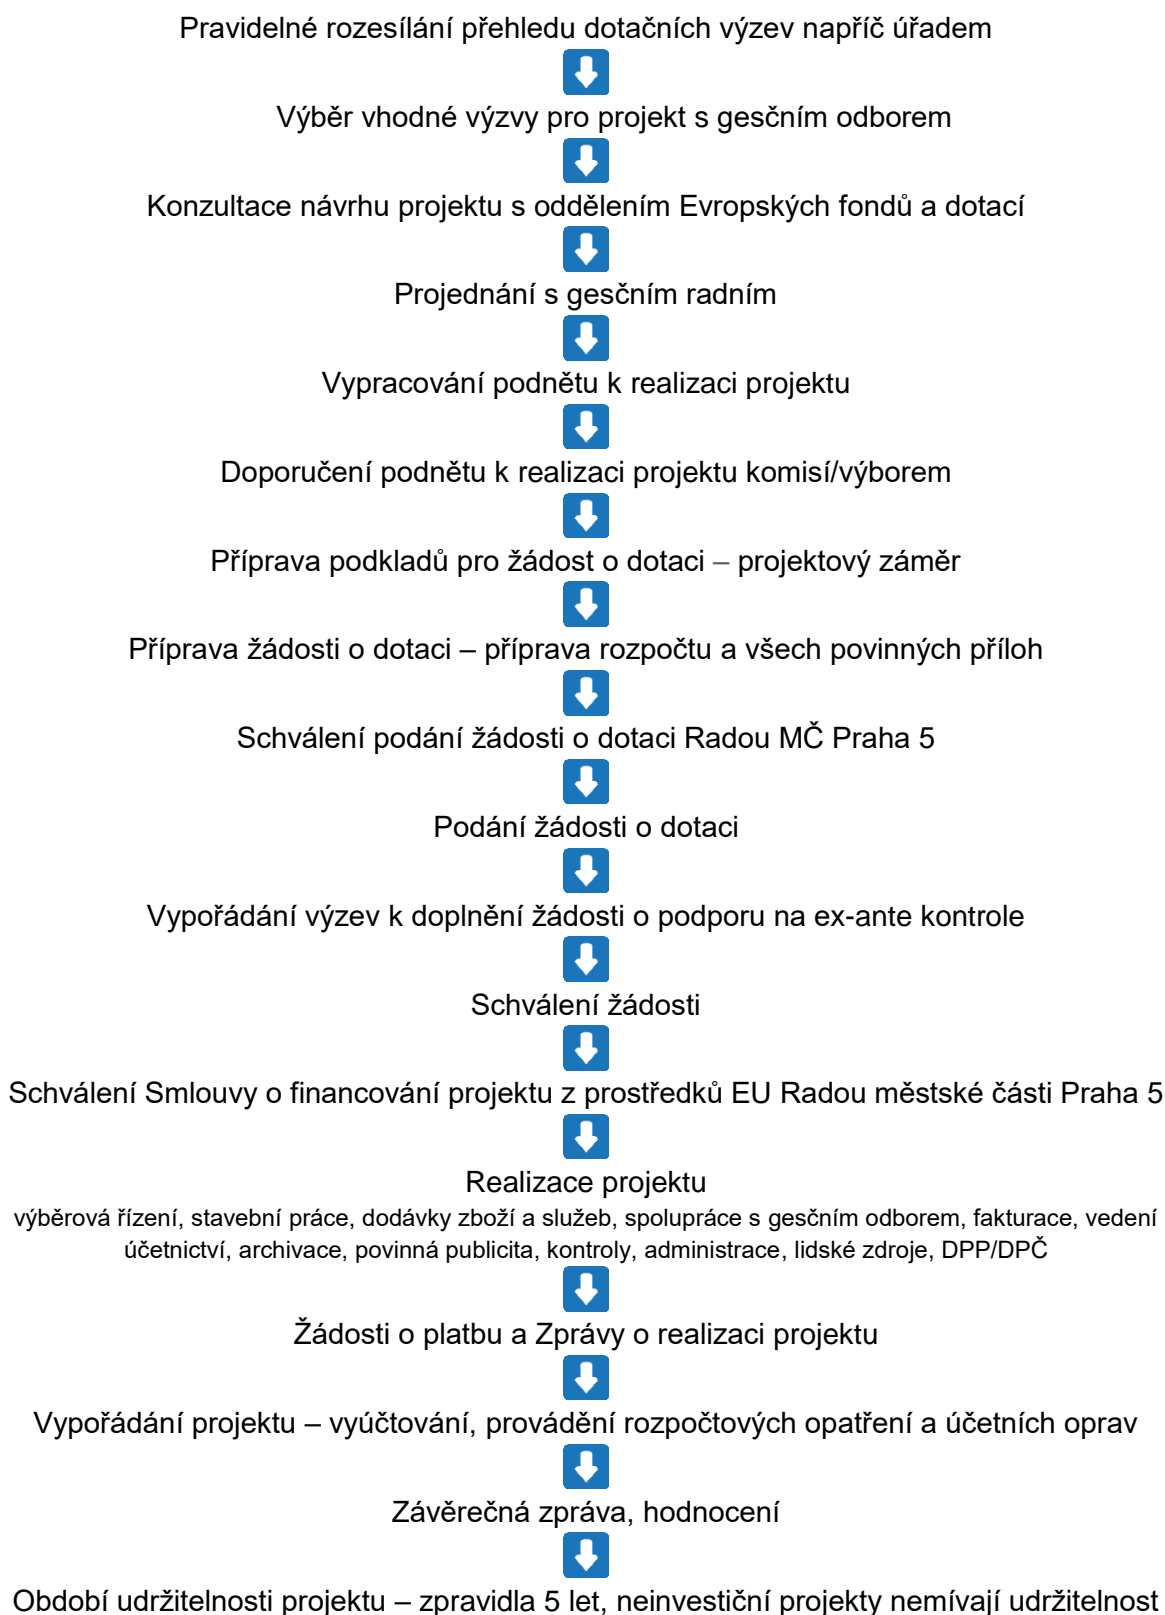 Pravidelné rozesílání přehledu dotačních výzev napříč úřadem
Výběr vhodné výzvy pro projekt s gesčním odborem
Konzultace návrhu projektu s oddělením Evropských fondů a dotací
Projednání s gesčním radním
Vypracování podnětu k realizaci projektu
Doporučení podnětu k realizaci projektu komisí/výborem
Příprava podkladů pro žádost o dotaci – projektový záměr
Příprava žádosti o dotaci – příprava rozpočtu a všech povinných příloh
Schválení podání žádosti o dotaci Radou MČ Praha 5
Podání žádosti o dotaci
Vypořádání výzev k doplnění žádosti o podporu na ex-ante kontrole
Schválení žádosti
Schválení Smlouvy o financování projektu z prostředků EU Radou městské části Praha 5
Realizace projektu
výběrová řízení, stavební práce, dodávky zboží a služeb, spolupráce s gesčním odborem, fakturace, vedení
účetnictví, archivace, povinná publicita, kontroly, administrace, lidské zdroje, DPP/DPČ
Žádosti o platbu a Zprávy o realizaci projektu
Vypořádání projektu – vyúčtování, provádění rozpočtových opatření a účetních oprav
Závěrečná zpráva, hodnocení
Období udržitelnosti projektu – zpravidla 5 let, neinvestiční projekty nemívají udržitelnost